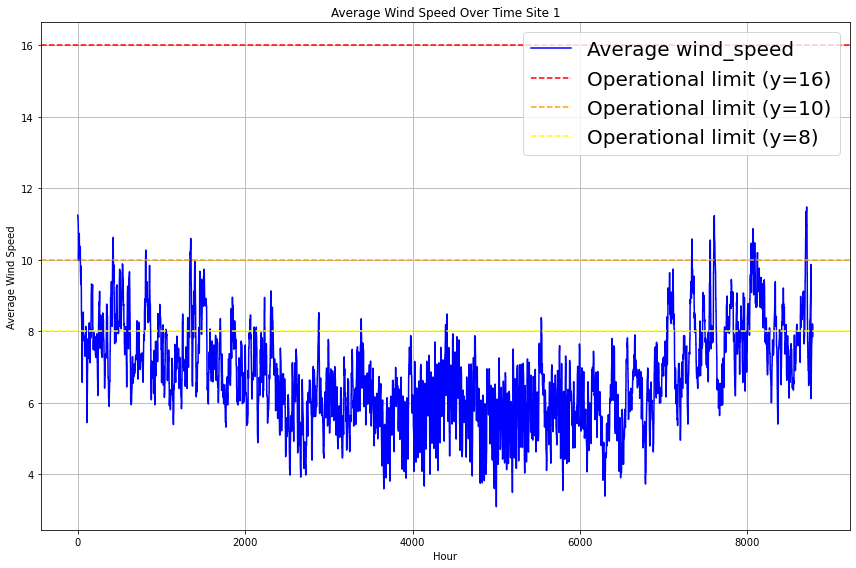 Average Wind Speed Over Time Site 1
Average wind_speed
Operational limit (y=16)
Operational limit (y=10)
Operational limit (y=8)
16
14
12
10
8
6
4
Average Wind Speed
0 2000 4000 6000 8000
Hour